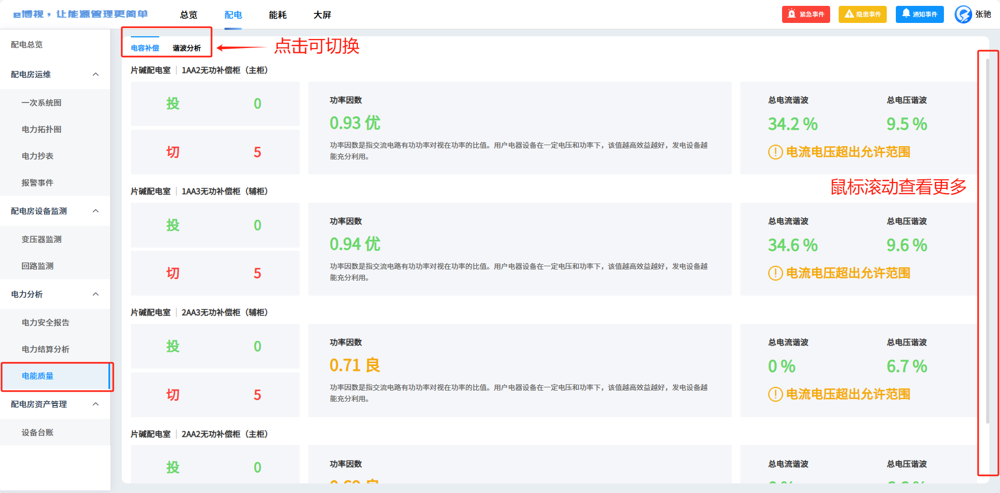 e博视，让能源管理更简单
总览
配电
能耗
大屏
紧急事件
隐患事件
通知事件
张驰
配电总览
配电房运维
一次系统图
电力拓扑图
电力抄表
报警事件
配电房设备监测
变压器监测
回路监测
电力分析
电力安全报告
电力结算分析
电能质量
配电房资产管理
设备台账
电容补偿
谐波分析
点击可切换
片碱配电室 | 1AA2无功补偿柜（主柜）
投 0
切 5
功率因数
0.93 优
功率因数是指交流电路有功功率对视在功率的比值。用户电器设备在一定电压和功率下，该值越高效益越好，发电设备越
能充分利用。
总电流谐波 总电压谐波
34.2 % 9.5 %
电流电压超出允许范围
鼠标滚动查看更多
片碱配电室 | 1AA3无功补偿柜（辅柜）
投 0
切 5
功率因数
0.94 优
功率因数是指交流电路有功功率对视在功率的比值。用户电器设备在一定电压和功率下，该值越高效益越好，发电设备越
能充分利用。
总电流谐波 总电压谐波
34.6 % 9.6 %
电流电压超出允许范围
片碱配电室 | 2AA3无功补偿柜（辅柜）
投 0
切 5
功率因数
0.71 良
功率因数是指交流电路有功功率对视在功率的比值。用户电器设备在一定电压和功率下，该值越高效益越好，发电设备越
能充分利用。
总电流谐波 总电压谐波
0 % 6.7 %
电流电压超出允许范围
片碱配电室 | 2AA2无功补偿柜（主柜）
投 0
功率因数
总电流谐波 总电压谐波